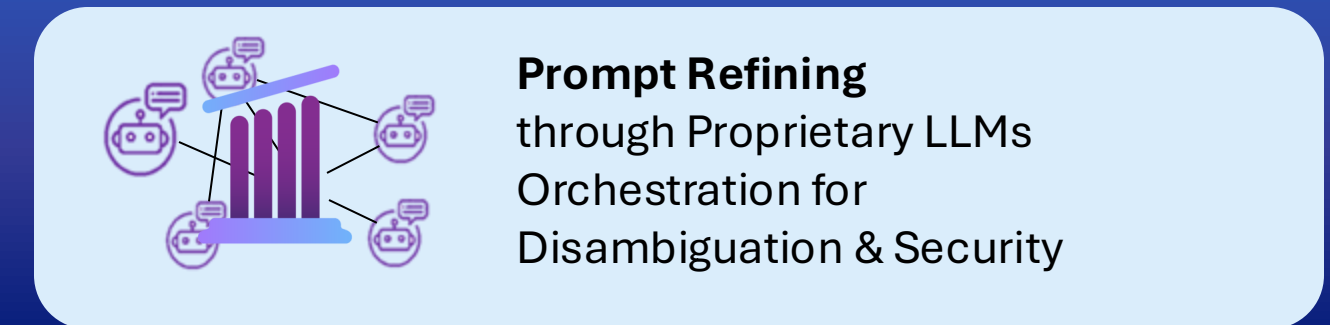 Prompt Refining
through Proprietary LLMs
Orchestration for
Disambiguation & Security